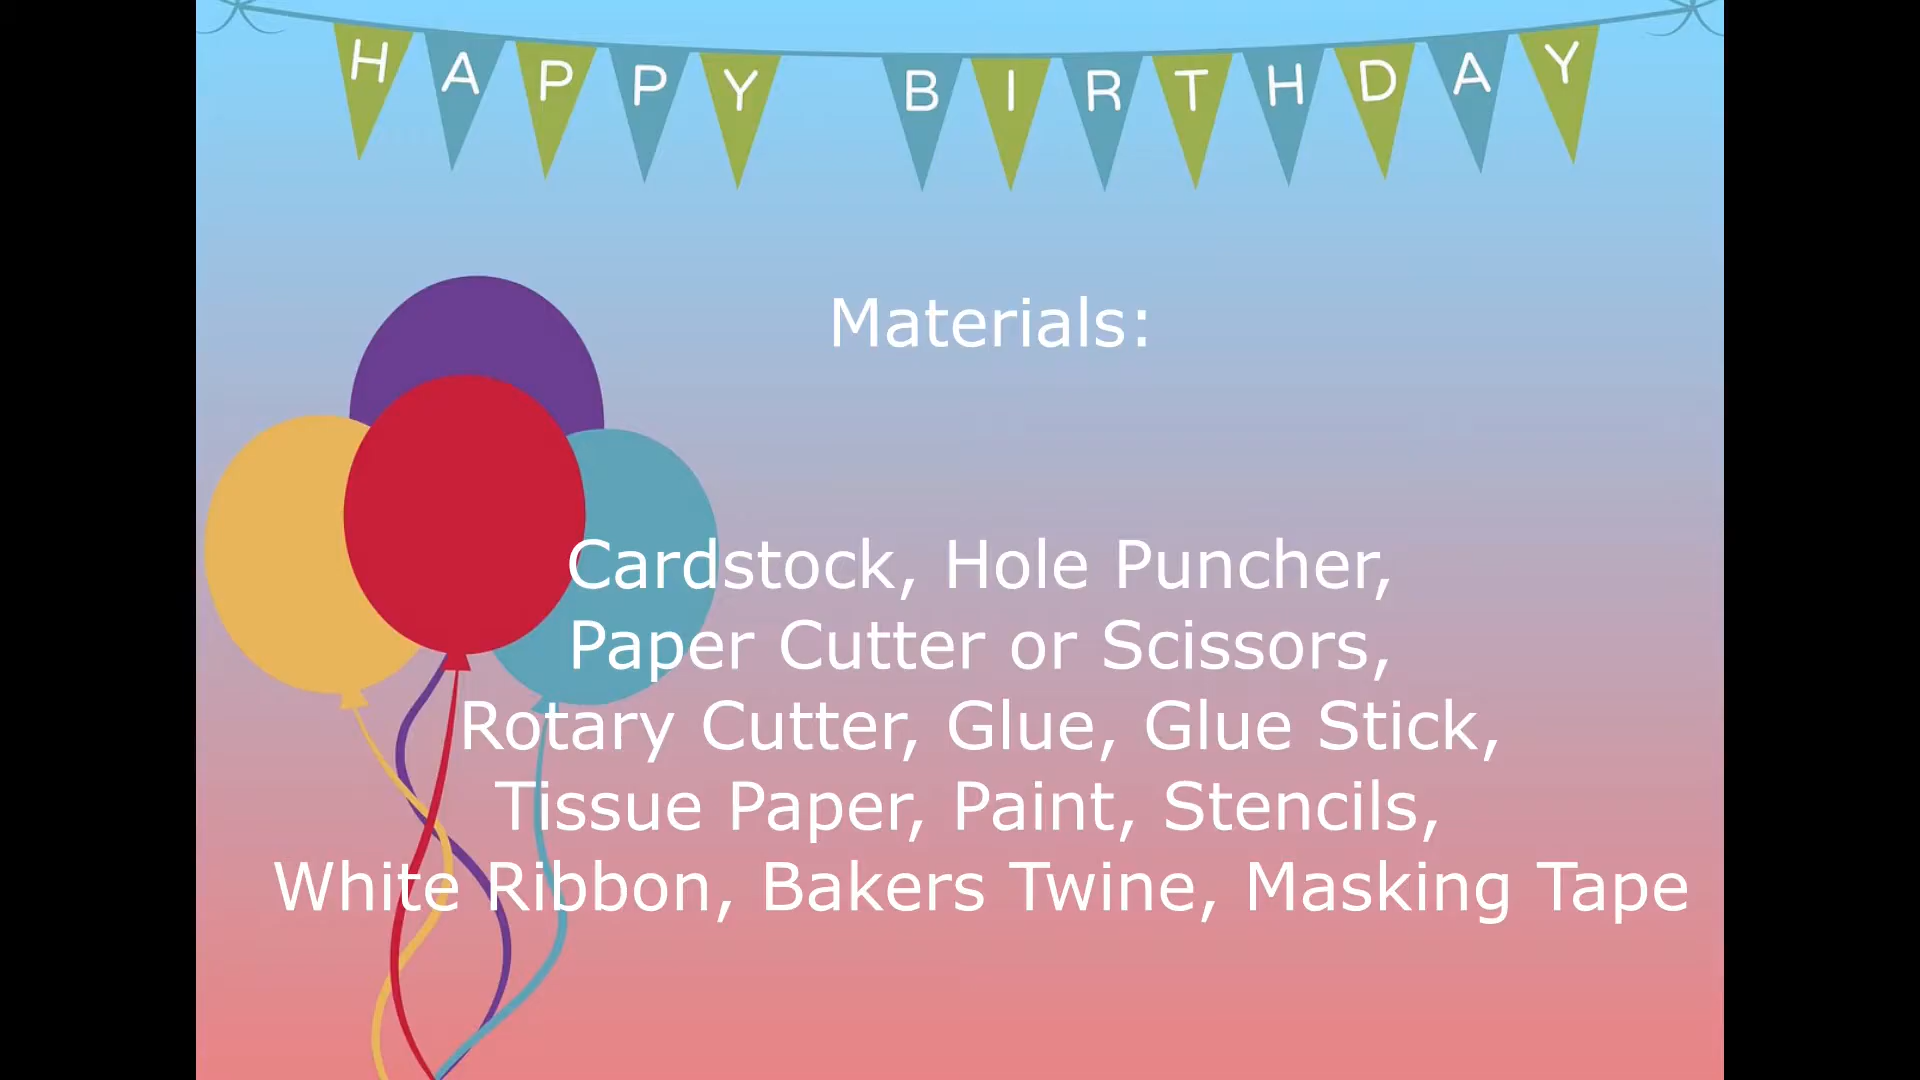 HAPPY BIRTHDAY
Materials:
Cardstock, Hole Puncher,
Paper Cutter or Scissors,
Rotary Cutter, Glue, Glue Stick,
Tissue Paper, Paint, Stencils,
White Ribbon, Bakers Twine, Masking Tape